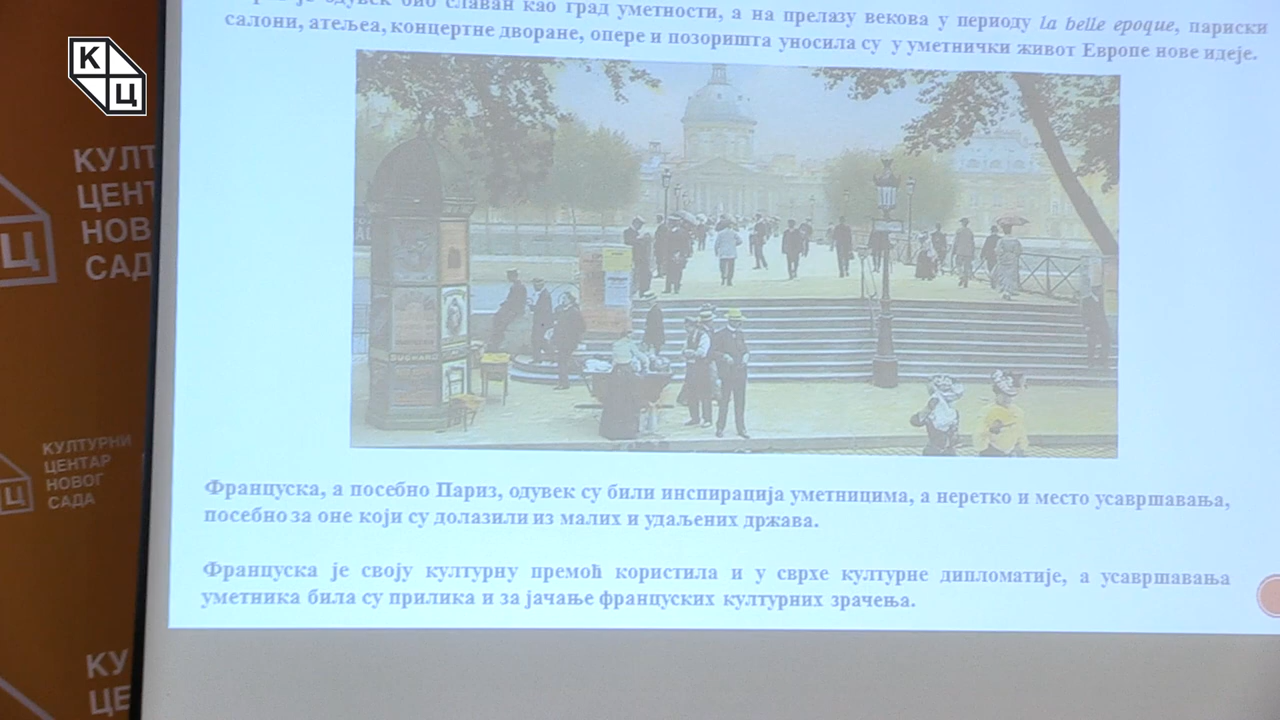 је одувек био славан као град уметности, а на прелазу векова у периоду la belle epoque, париски
салони, атељеа, концертне дворане, опере и позоришта уносила су у уметнички живот Европе нове идеје.
К
Ц
КУЛТ
ЦЕНТ
НОВ
САД
Ц
SUCHARD
КУЛТУРНИ
ЦЕНТАР
НОВОГ
САДА
Ц
Француска, а посебно Париз, одувек су били инспирација уметницима, а неретко и место усавршавања,
посебно за оне који су долазили из малих и удаљених држава.
Француска је своју културну премоћ користила и у сврхе културне дипломатије, а усавршавања
уметника била су прилика и за јачање француских културних зрачења.
КУ
ЦЕ